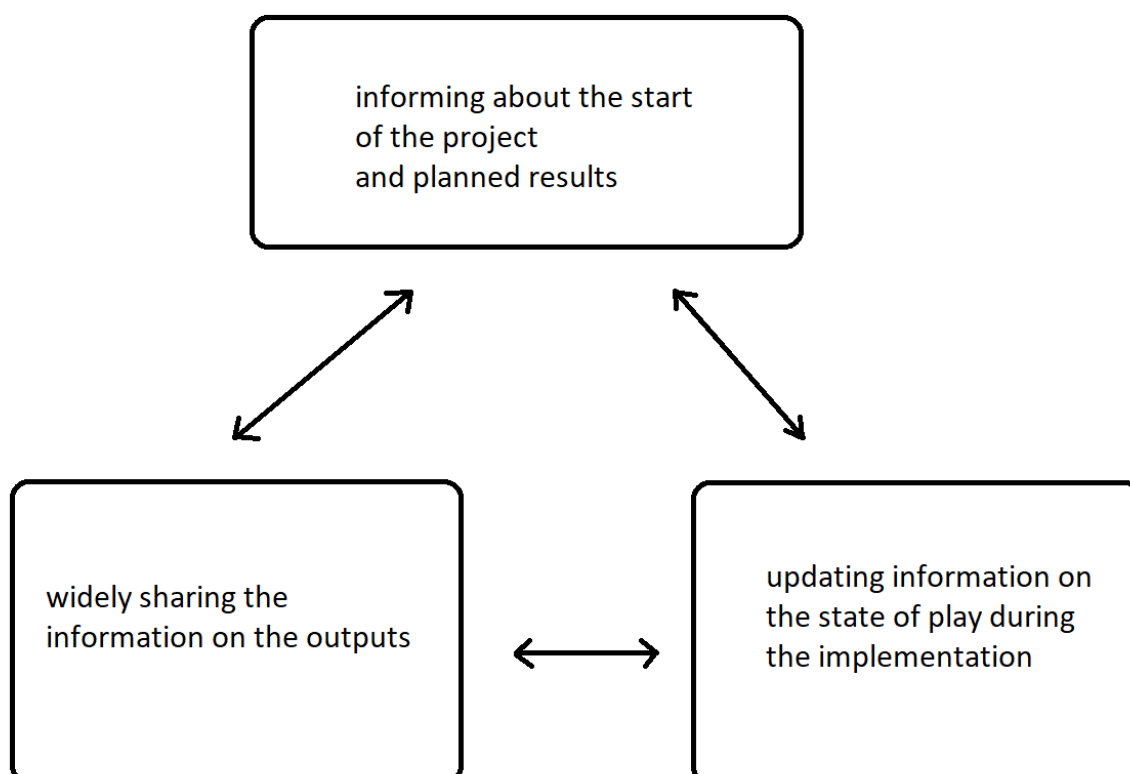 informing about the start
of the project
and planned results
widely sharing the
information on the outputs
updating information on
the state of play during
the implementation